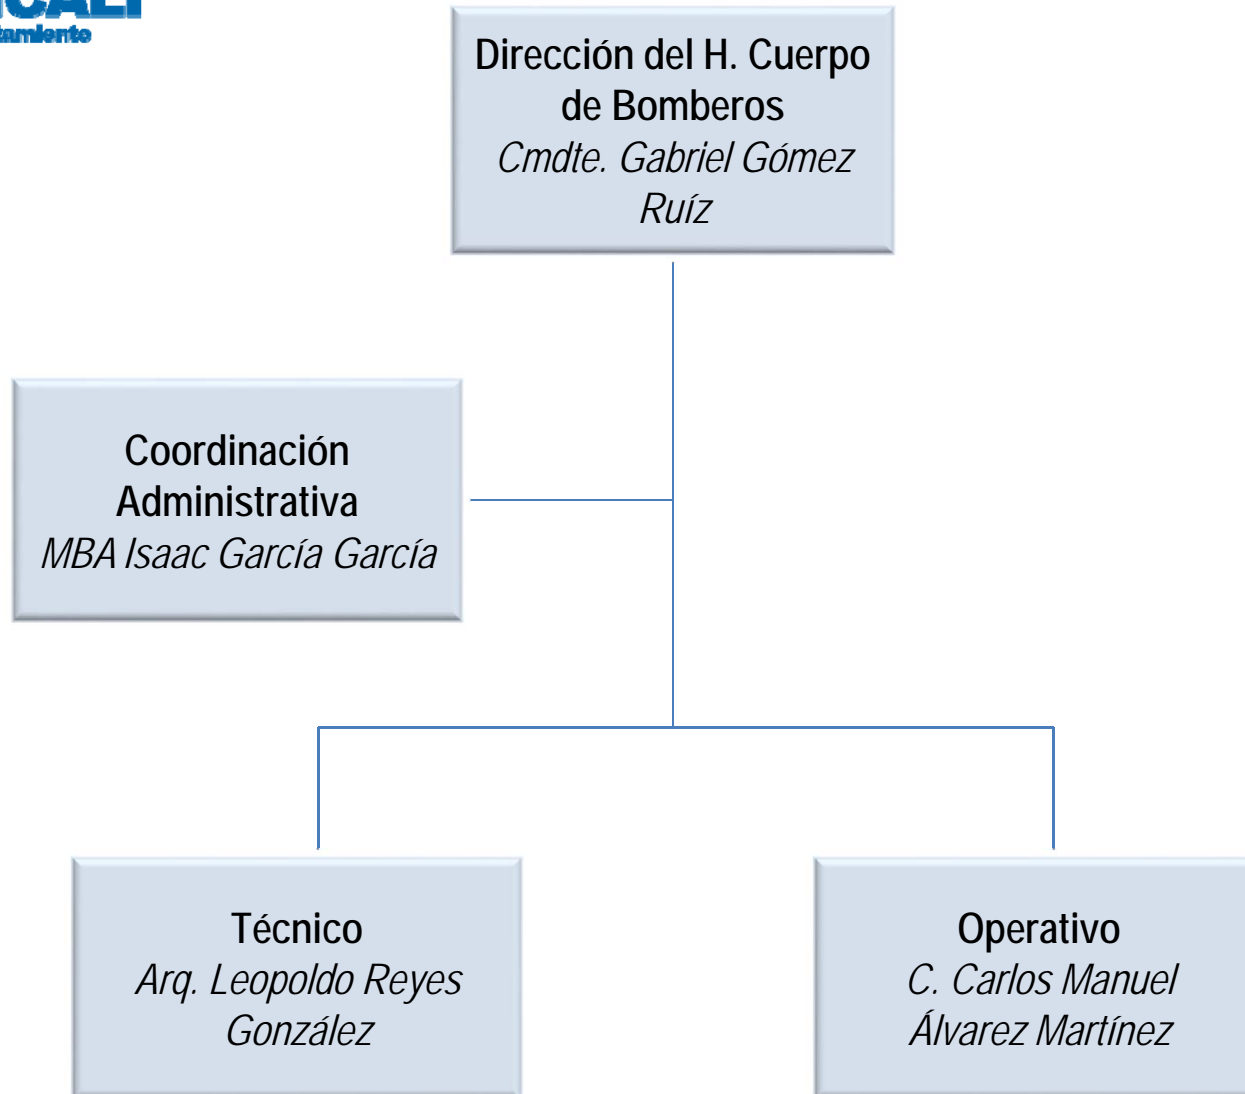 Dirección del H. Cuerpo
de Bomberos
Cmdte. Gabriel Gómez
Ruíz
Coordinación
Administrativa
MBA Isaac García García
Técnico
Arq. Leopoldo Reyes
González
Operativo
C. Carlos Manuel
Álvarez Martínez